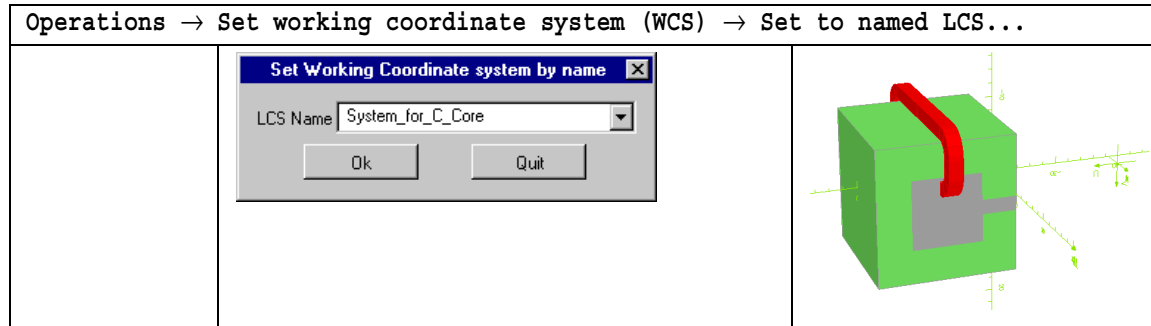 Operations → Set working coordinate system (WCS) → Set to named LCS...
Set Working Coordinate system by name
LCS Name System_for_C_Core
Ok Quit